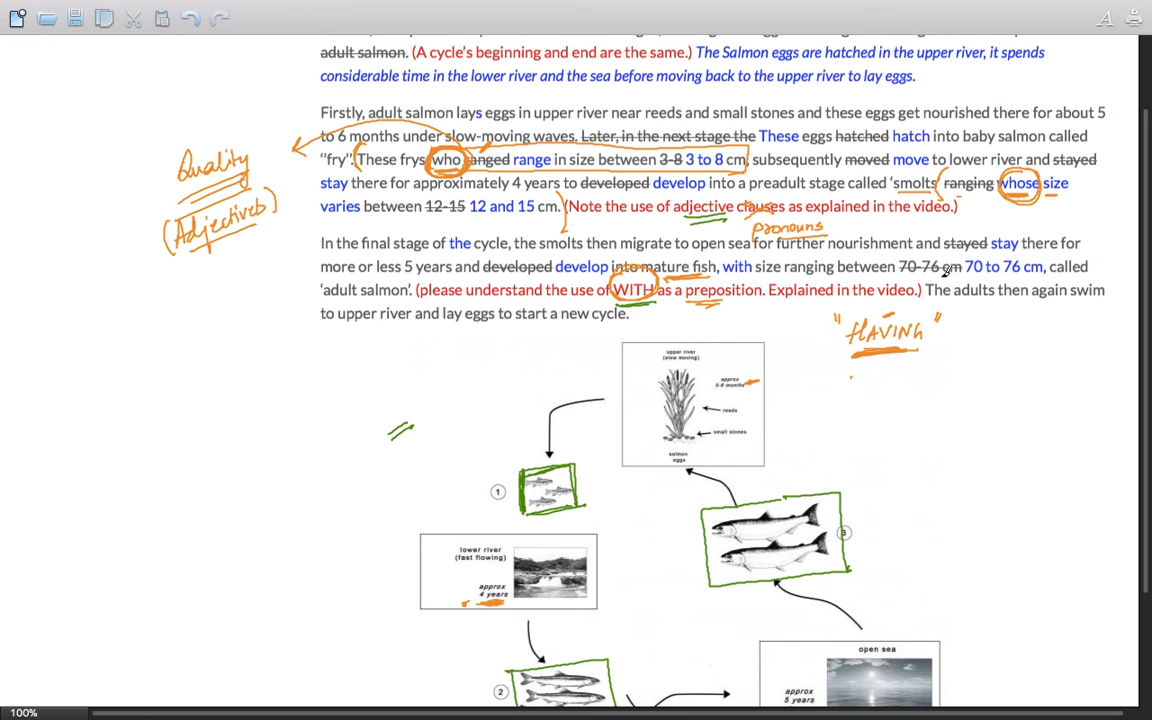 adult salmon. (A cycle's beginning and end are the same.) The Salmon eggs are hatched in the upper river, it spends
considerable time in the lower river and the sea before moving back to the upper river to lay eggs.
Firstly, adult salmon lays eggs in upper river near reeds and small stones and these eggs get nourished there for about 5
to 6 months under slow-moving waves. Later, in the next stage the These eggs hatched hatch into baby salmon called
"fry". These frys who ranged range in size between 3-8 3 to 8 cm, subsequently moved move to lower river and stayed
stay there for approximately 4 years to developed develop into a preadult stage called 'smolts ranging whose size
varies between 12-15 12 and 15 cm. (Note the use of adjective clauses as explained in the video.)
pronouns
Quality
(Adjectives)
In the final stage of the cycle, the smolts then migrate to open sea for further nourishment and stayed stay there for
more or less 5 years and developed develop into mature fish, with size ranging between 70-76 cm 70 to 76 cm, called
'adult salmon'. (please understand the use of WITH as a preposition. Explained in the video.) The adults then again swim
to upper river and lay eggs to start a new cycle.
"HAVING"
upper river
(slow moving)
approx
5-8 months
reeds
small stones
salmon
eggs
1
3
lower river
(fast flowing)
approx
4 years
open sea
2
approx
5 years
100%